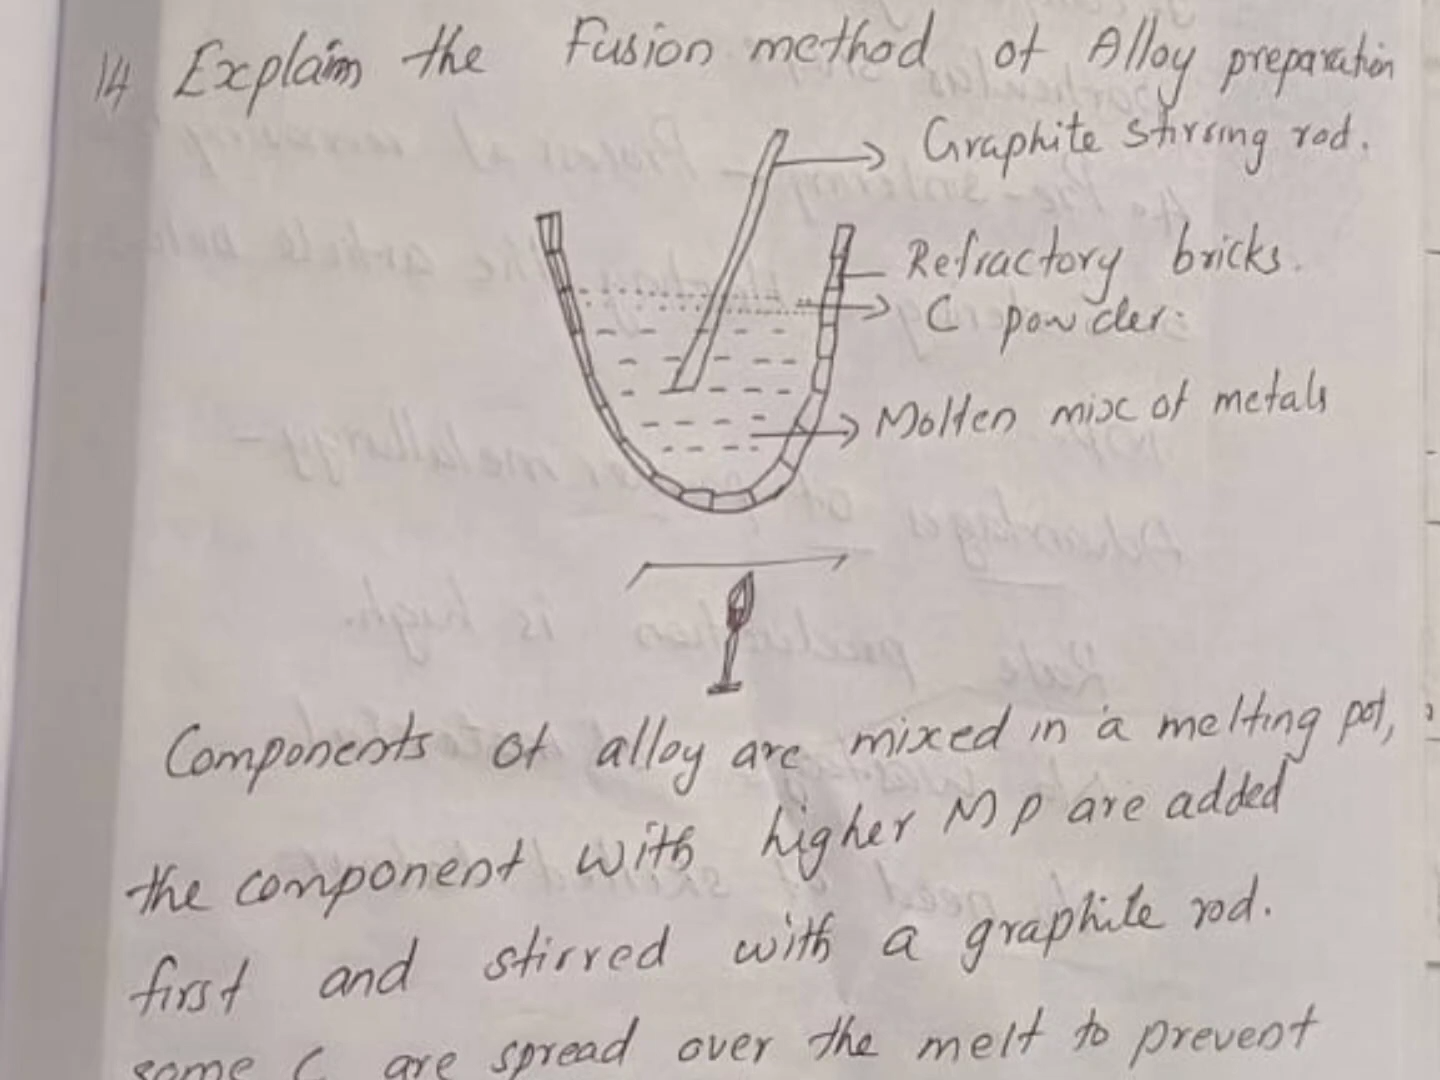 14 Explain the Fusion method of Alloy preparation
Graphite stirring rod.
Refractory bricks.
C powder.
Molten mix of metals
Components of alloy are mixed in a melting pot,
the component with higher MP are added
first and stirred with a graphite rod.
some C are spread over the melt to prevent